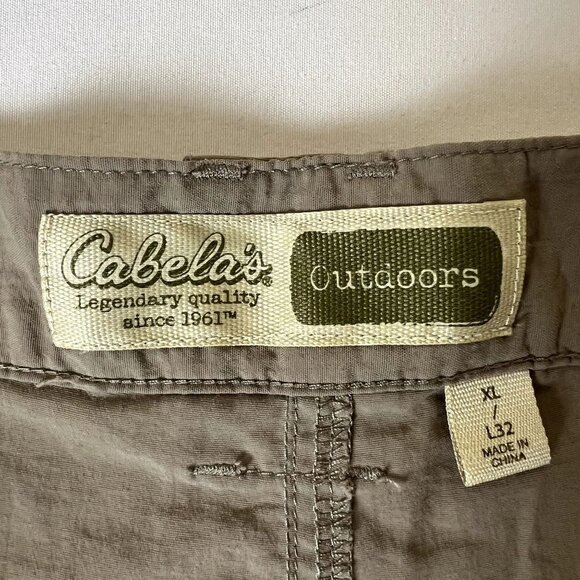 Cabela's®
Legendary quality
since 1961™
Outdoors
XL
/
L32
MADE IN
CHINA